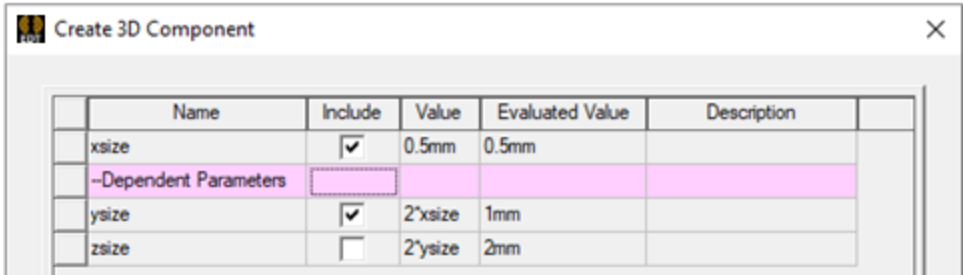 EDT
Create 3D Component
Name Include Value Evaluated Value Description
xsize 0.5mm 0.5mm
--Dependent Parameters
ysize 2*xsize 1mm
zsize 2*ysize 2mm